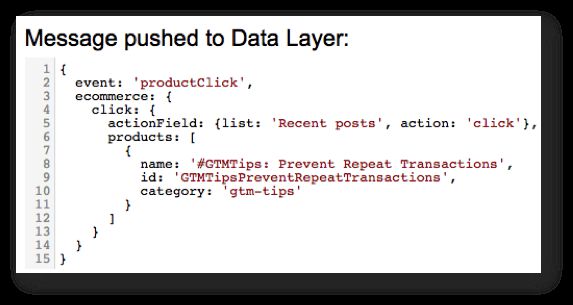 Message pushed to Data Layer:
1 {
2   event: 'productClick',
3   ecommerce: {
4     click: {
5       actionField: {list: 'Recent posts', action: 'click'},
6       products: [
7         {
8           name: '#GTMTips: Prevent Repeat Transactions',
9           id: 'GTMTipsPreventRepeatTransactions',
10           category: 'gtm-tips'
11         }
12       ]
13     }
14   }
15 }